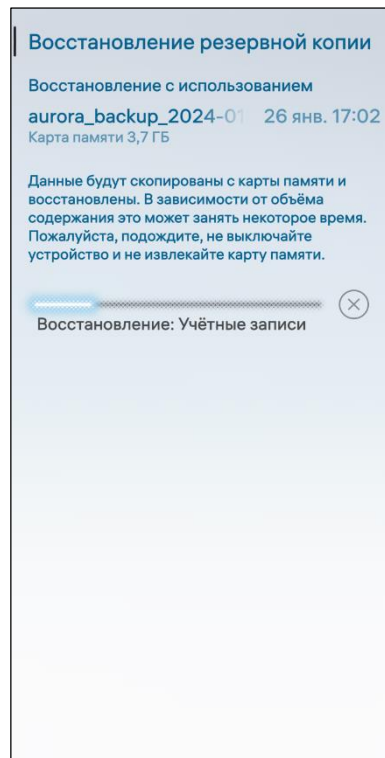 Восстановление резервной копии
Восстановление с использованием
aurora_backup_2024-01 26 янв. 17:02
Карта памяти 3,7 ГБ
Данные будут скопированы с карты памяти и
восстановлены. В зависимости от объёма
содержания это может занять некоторое время.
Пожалуйста, подождите, не выключайте
устройство и не извлекайте карту памяти.
Восстановление: Учётные записи